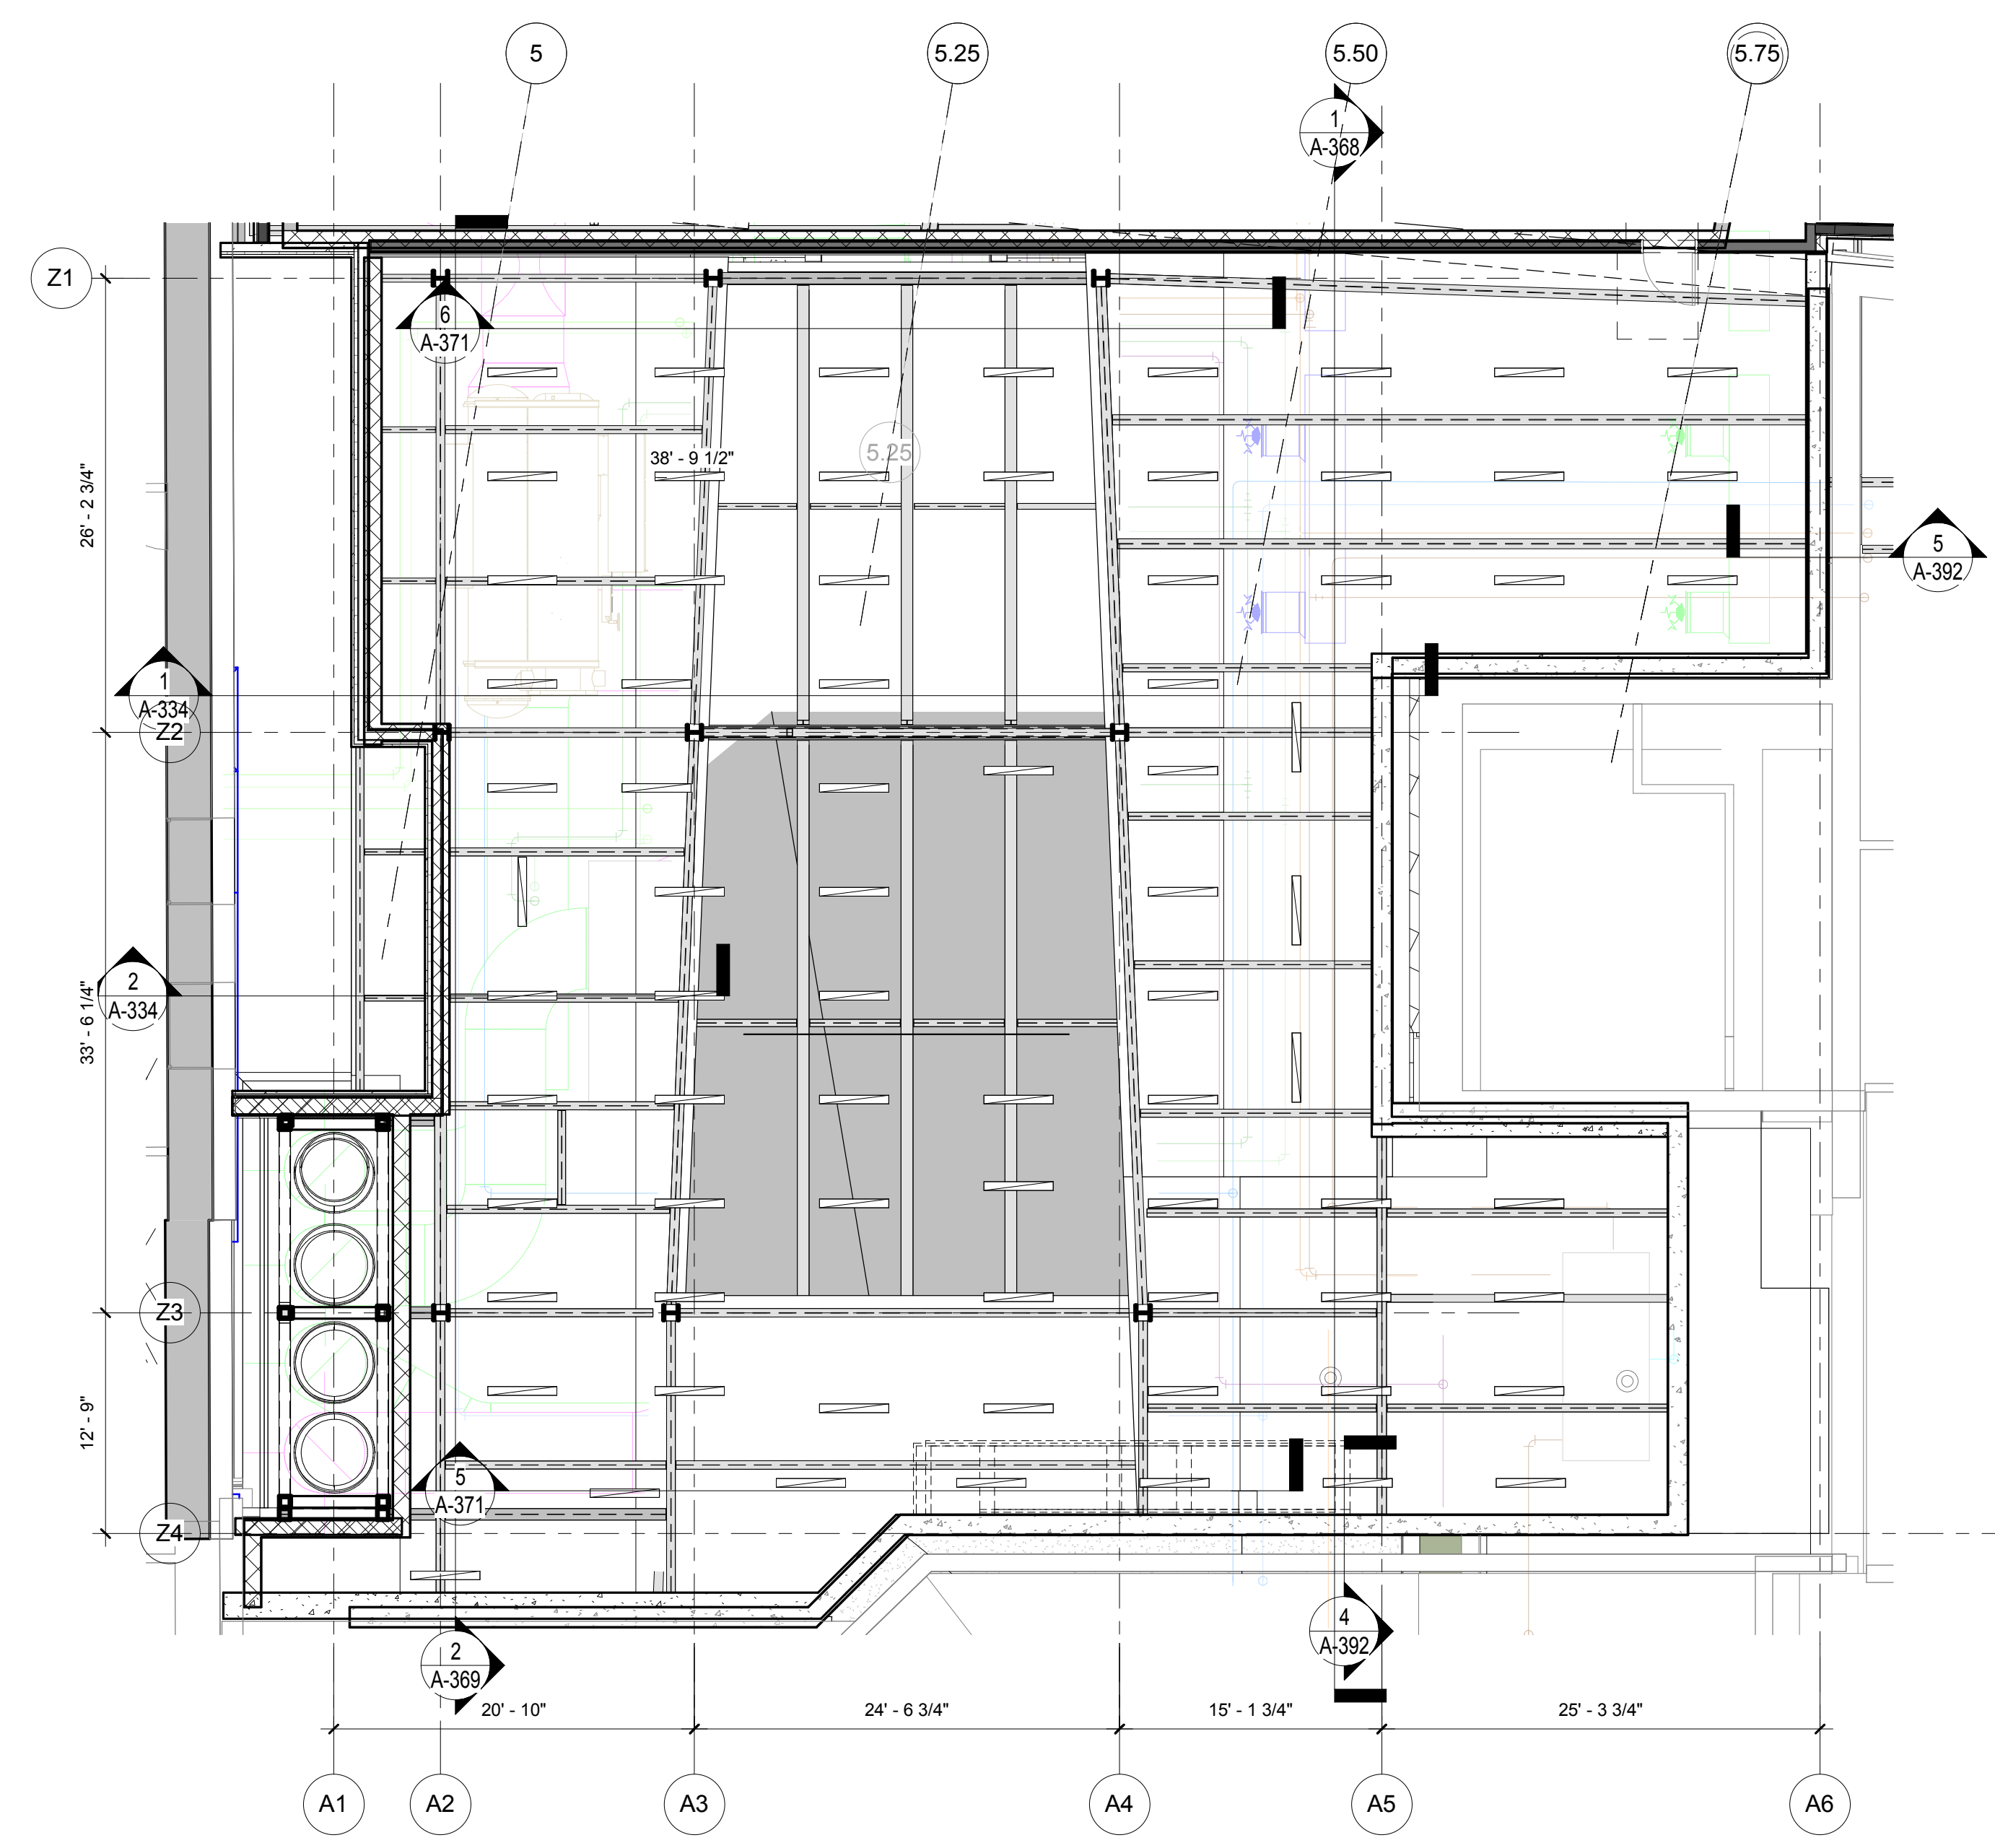 5
5.25
5.50
5.75
1
A-368
Z1
6
A-371
5.25
38' - 9 1/2"
26' - 2 3/4"
5
A-392
1
A-334
Z2
2
A-334
33' - 6 1/4"
Z3
12' - 9"
5
A-371
Z4
4
A-392
2
A-369
20' - 10"
24' - 6 3/4"
15' - 1 3/4"
25' - 3 3/4"
A1
A2
A3
A4
A5
A6